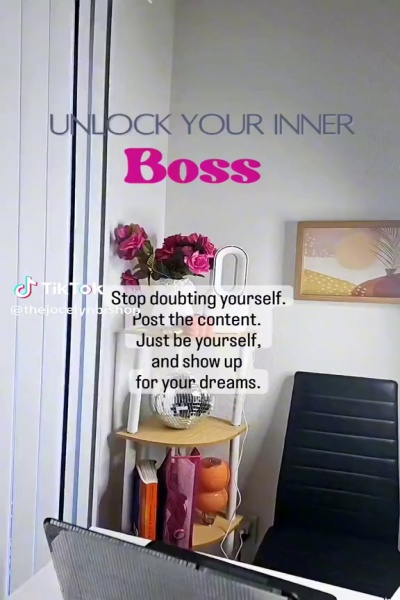 UNLOCK YOUR INNER
Boss
TikTok
@thejocelynbishop
Stop doubting yourself.
Post the content.
Just be yourself,
and show up
for your dreams.